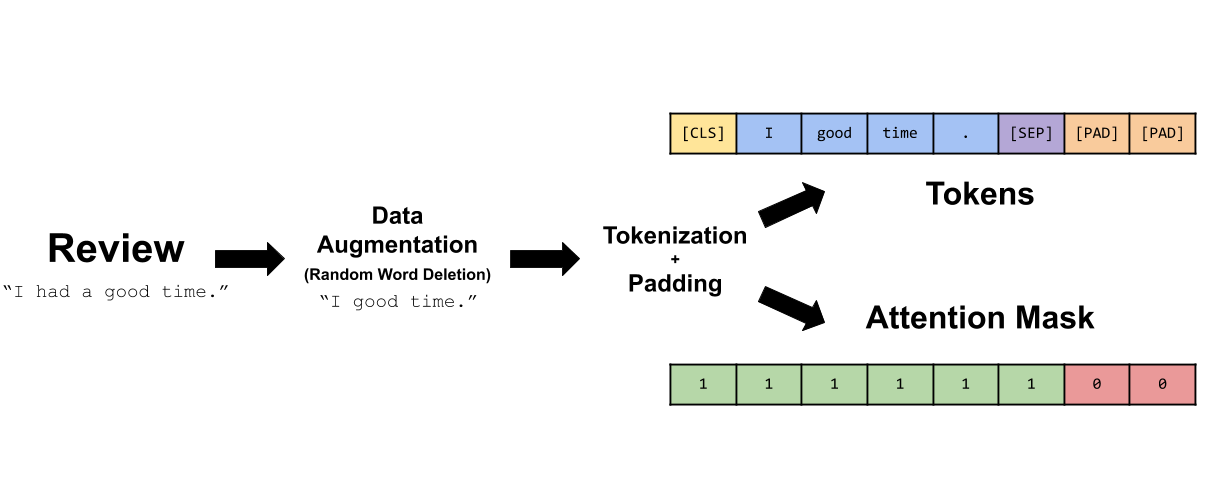 Review
“I had a good time.”
Data
Augmentation
(Random Word Deletion)
“I good time.”
Tokenization
+
Padding
[CLS] I good time . [SEP] [PAD] [PAD]
Tokens
Attention Mask
1 1 1 1 1 1 0 0